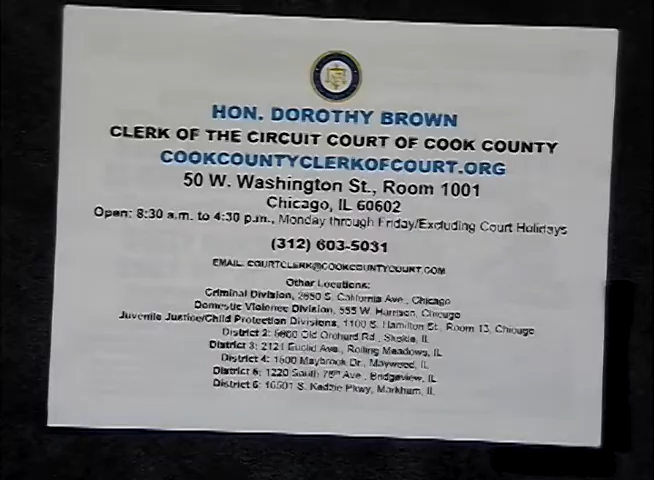 HON. DOROTHY BROWN
CLERK OF THE CIRCUIT COURT OF COOK COUNTY
COOKCOUNTYCLERKOFCOURT.ORG
50 W. Washington St., Room 1001
Chicago, IL 60602
Open: 8:30 a.m. to 4:30 p.m., Monday through Friday/Excluding Court Holidays
(312) 603-5031
EMAIL: COURTCLERK@COOKCOUNTYCOURT.COM
Other Locations:
Criminal Division, 2650 S. California Ave., Chicago
Domestic Violence Division, 555 W. Harrison, Chicago
Juvenile Justice/Child Protection Divisions, 1100 S. Hamilton St., Room 13, Chicago
District 2: Old Orchard Rd., Skokie, IL
District 3: 2121 Euclid Ave., Rolling Meadows, IL
District 4: 1500 Maybrook Dr., Maywood, IL
District 5: 1220 South 76th Ave., Bridgeview, IL
District 6: 16501 S. Kedzie Pkwy, Markham, IL